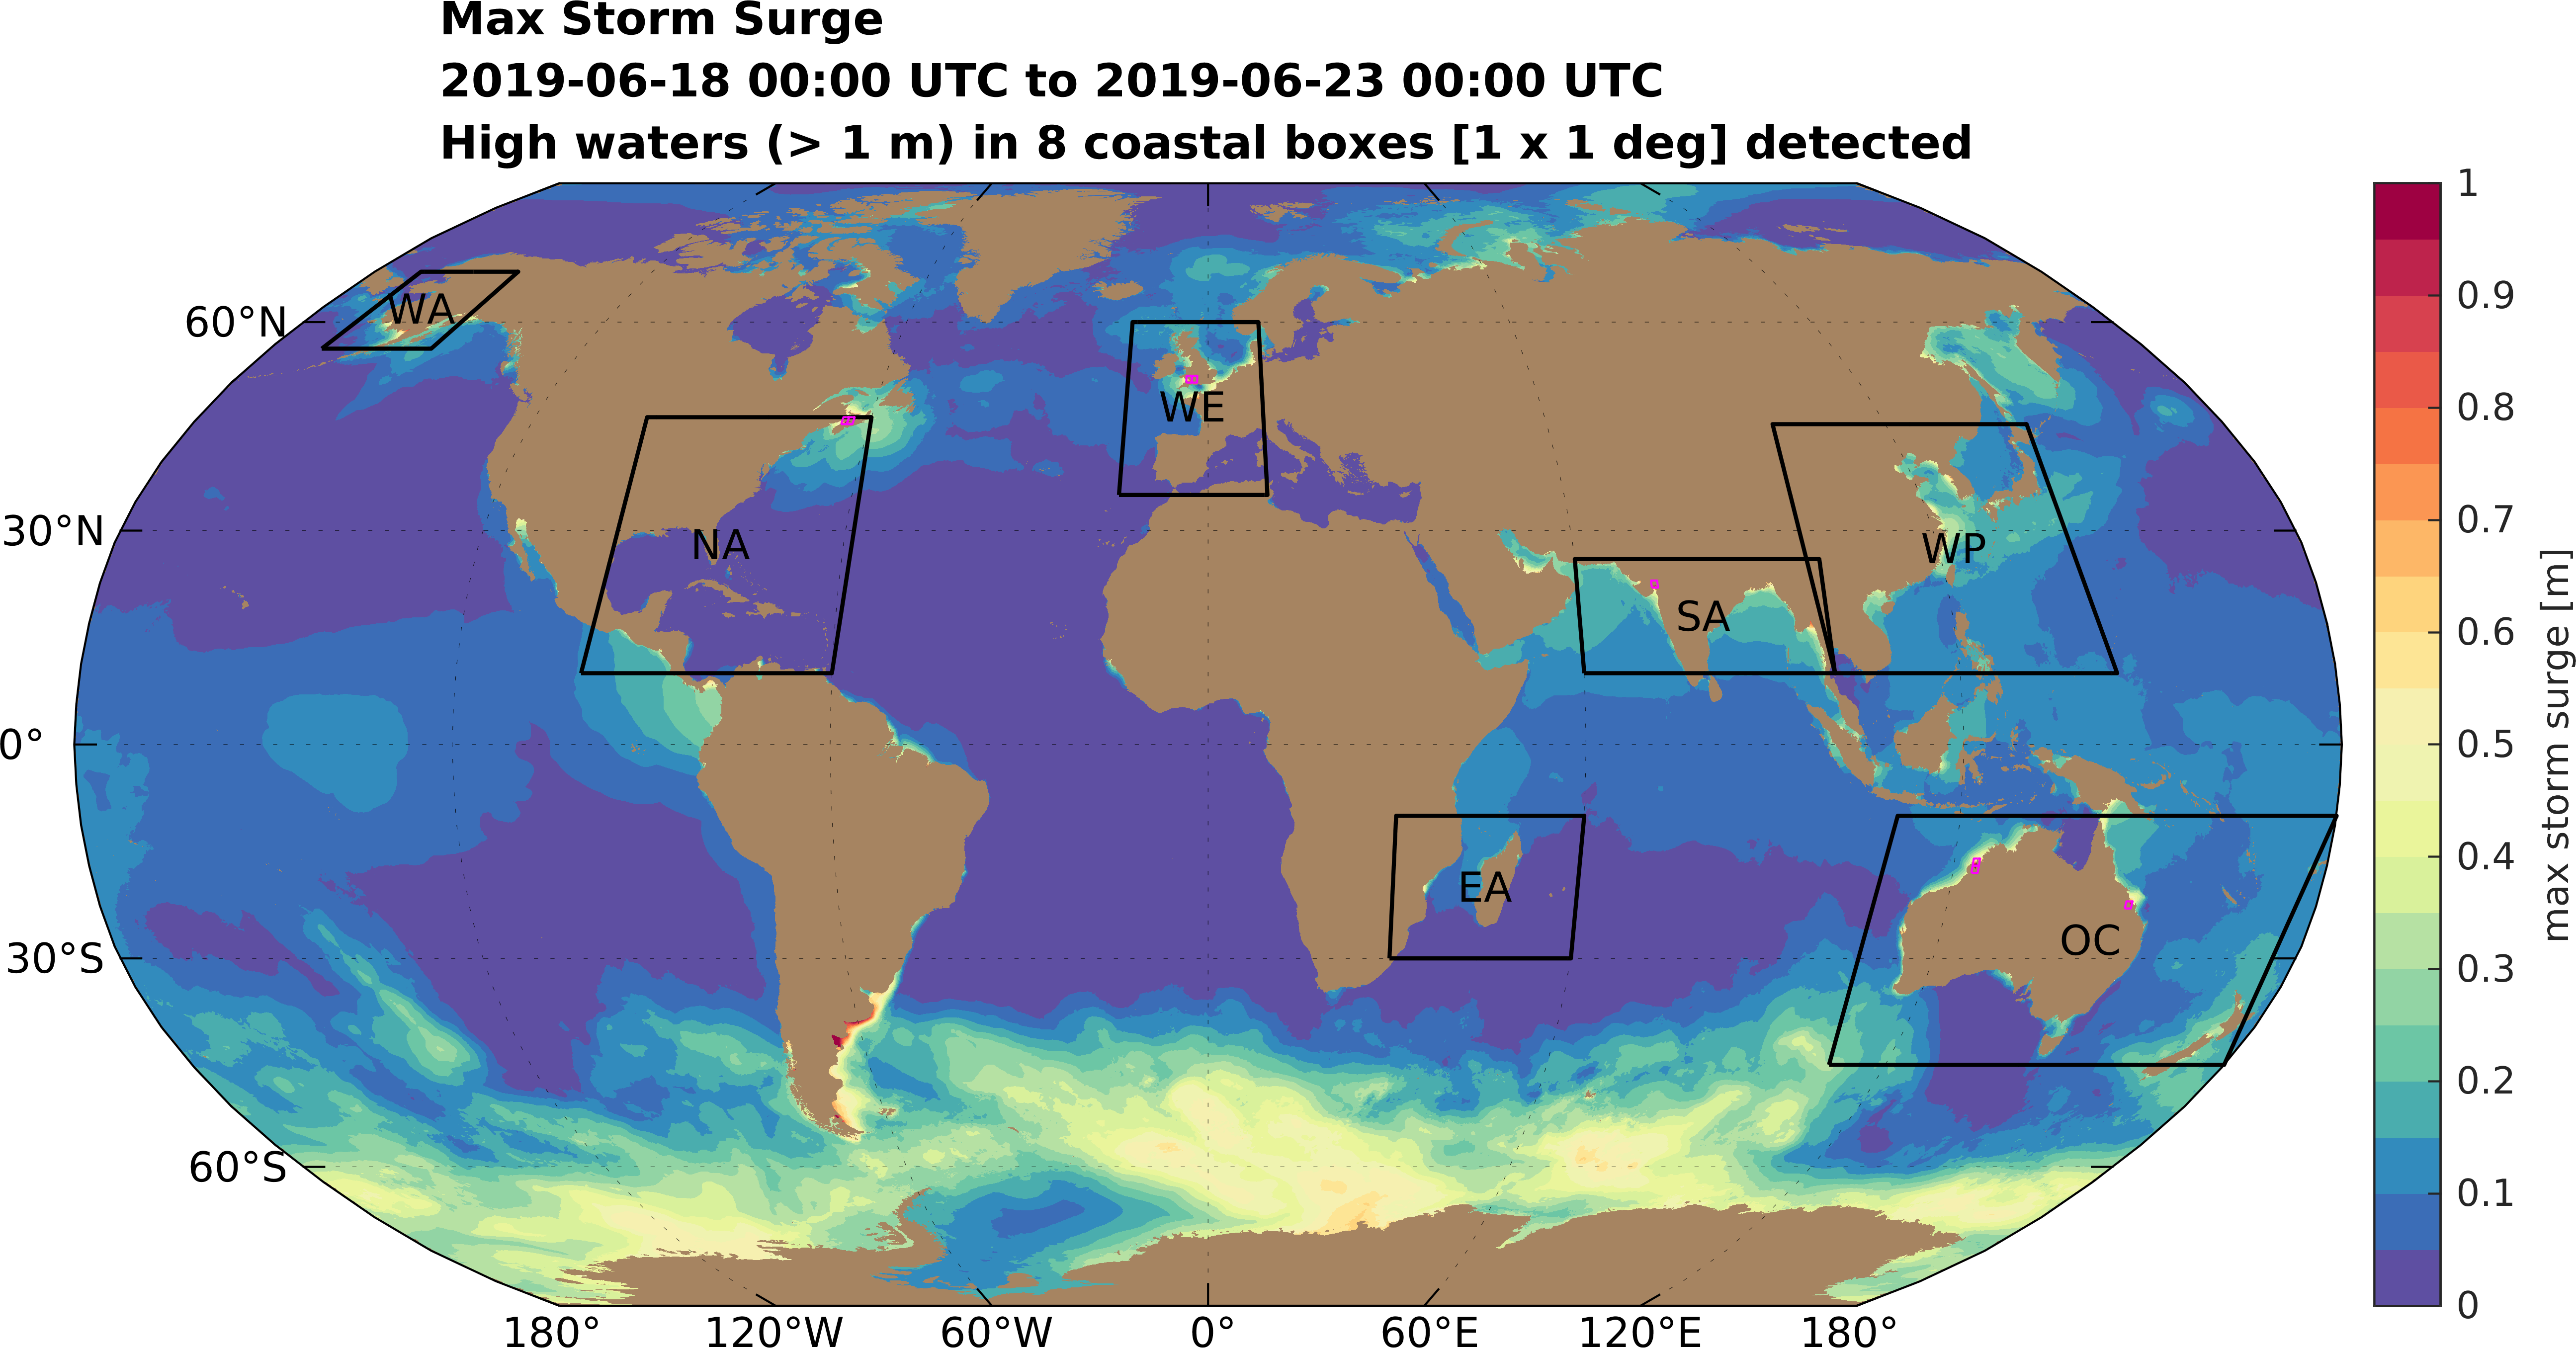 Max Storm Surge
2019-06-18 00:00 UTC to 2019-06-23 00:00 UTC
High waters (> 1 m) in 8 coastal boxes [1 x 1 deg] detected
60°N
30°N
0°
30°S
60°S
WA
NA
WE
SA
WP
EA
OC
180°
120°W
60°W
0°
60°E
120°E
180°
1
0.9
0.8
0.7
0.6
0.5
0.4
0.3
0.2
0.1
0
max storm surge [m]